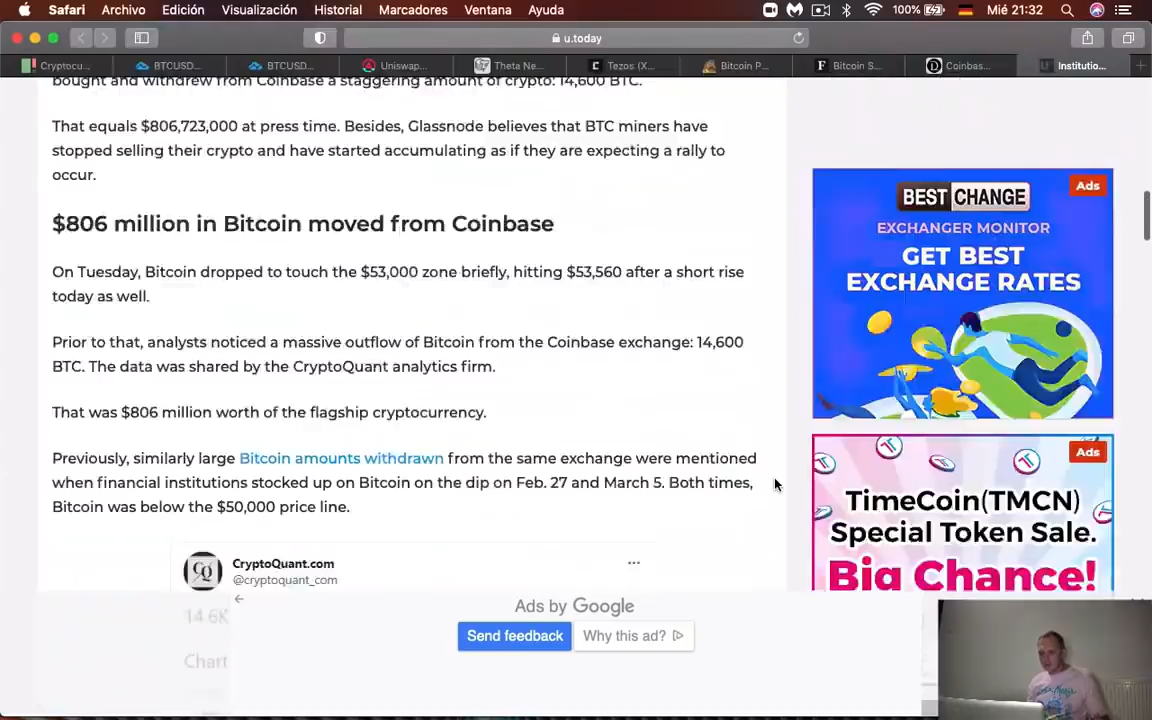 Safari Archivo Edición Visualización Historial Marcadores Ventana Ayuda 100% Mié 21:32
u.today
Cryptocu... BTCUSD... BTCUSD... Uniswap... Theta Ne... Tezos (X... Bitcoin P... Bitcoin S... Coinbas... Institutio...
bought and withdrew from Coinbase a staggering amount of crypto: 14,600 BTC.
That equals $806,723,000 at press time. Besides, Glassnode believes that BTC miners have
stopped selling their crypto and have started accumulating as if they are expecting a rally to
occur.
$806 million in Bitcoin moved from Coinbase
On Tuesday, Bitcoin dropped to touch the $53,000 zone briefly, hitting $53,560 after a short rise
today as well.
Prior to that, analysts noticed a massive outflow of Bitcoin from the Coinbase exchange: 14,600
BTC. The data was shared by the CryptoQuant analytics firm.
That was $806 million worth of the flagship cryptocurrency.
Previously, similarly large Bitcoin amounts withdrawn from the same exchange were mentioned
when financial institutions stocked up on Bitcoin on the dip on Feb. 27 and March 5. Both times,
Bitcoin was below the $50,000 price line.
CryptoQuant.com
@cryptoquant_com
14.6K
Chart
Ads by Google
Send feedback
Why this ad?
Ads
BEST CHANGE
EXCHANGER MONITOR
GET BEST
EXCHANGE RATES
Ads
TimeCoin(TMCN)
Special Token Sale.
Big Chance!